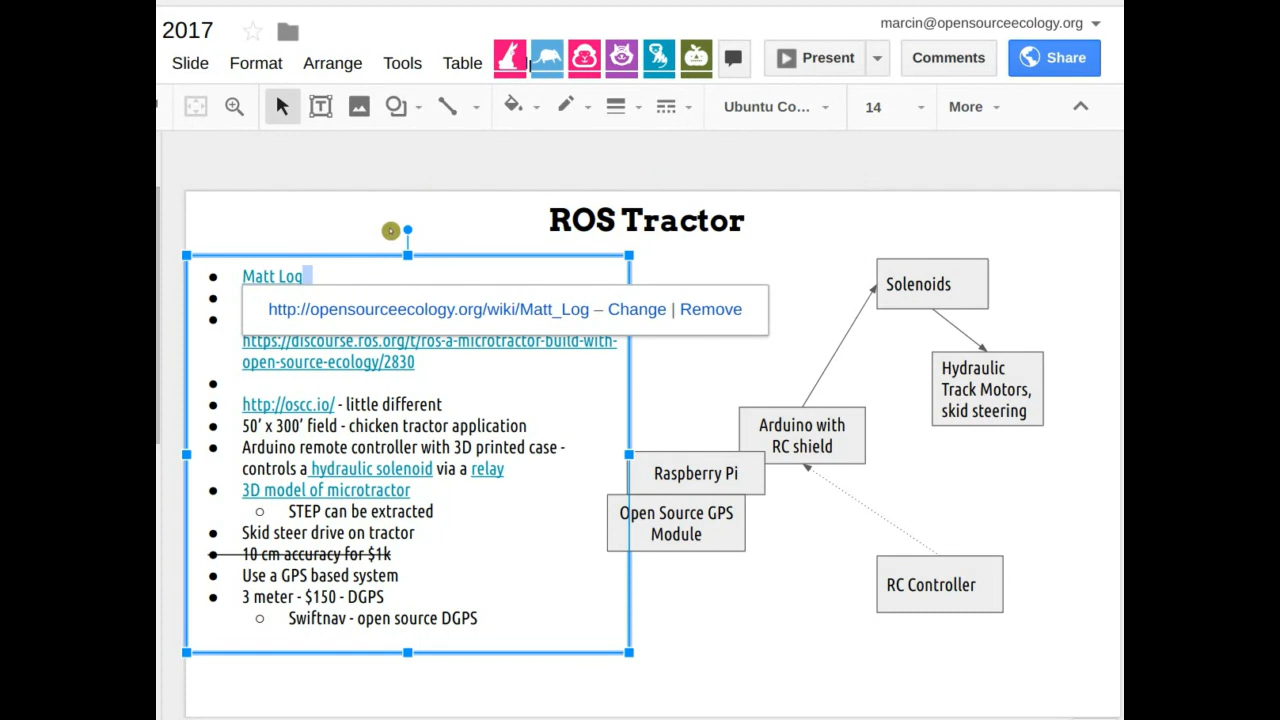 2017
marcin@opensourceecology.org
Slide Format Arrange Tools Table
Present
Comments
Share
Ubuntu Co...
14
More
ROS Tractor
Matt Log
http://opensourceecology.org/wiki/Matt_Log – Change | Remove
https://discourse.ros.org/t/ros-a-microtractor-build-with-
open-source-ecology/2830
http://oscc.io/ - little different
50’ x 300’ field - chicken tractor application
Arduino remote controller with 3D printed case -
controls a hydraulic solenoid via a relay
3D model of microtractor
STEP can be extracted
Skid steer drive on tractor
10 cm accuracy for $1k
Use a GPS based system
3 meter - $150 - DGPS
Swiftnav - open source DGPS
Solenoids
Hydraulic
Track Motors,
skid steering
Arduino with
RC shield
Raspberry Pi
Open Source GPS
Module
RC Controller